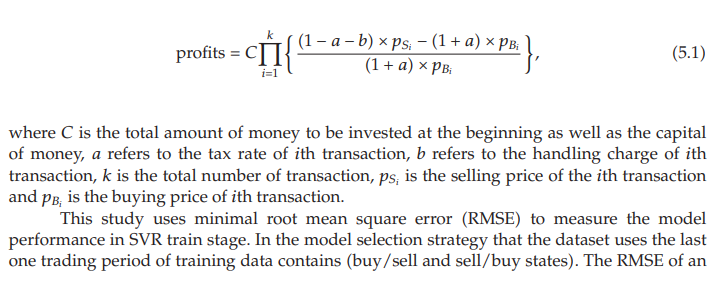 profits = C∏_{i=1}^{k} { ((1 − a − b) × p_{S_i} − (1 + a) × p_{B_i}) / ((1 + a) × p_{B_i}) }, (5.1)
where C is the total amount of money to be invested at the beginning as well as the capital
of money, a refers to the tax rate of ith transaction, b refers to the handling charge of ith
transaction, k is the total number of transaction, p_{S_i} is the selling price of the ith transaction
and p_{B_i} is the buying price of ith transaction.
This study uses minimal root mean square error (RMSE) to measure the model
performance in SVR train stage. In the model selection strategy that the dataset uses the last
one trading period of training data contains (buy/sell and sell/buy states). The RMSE of an